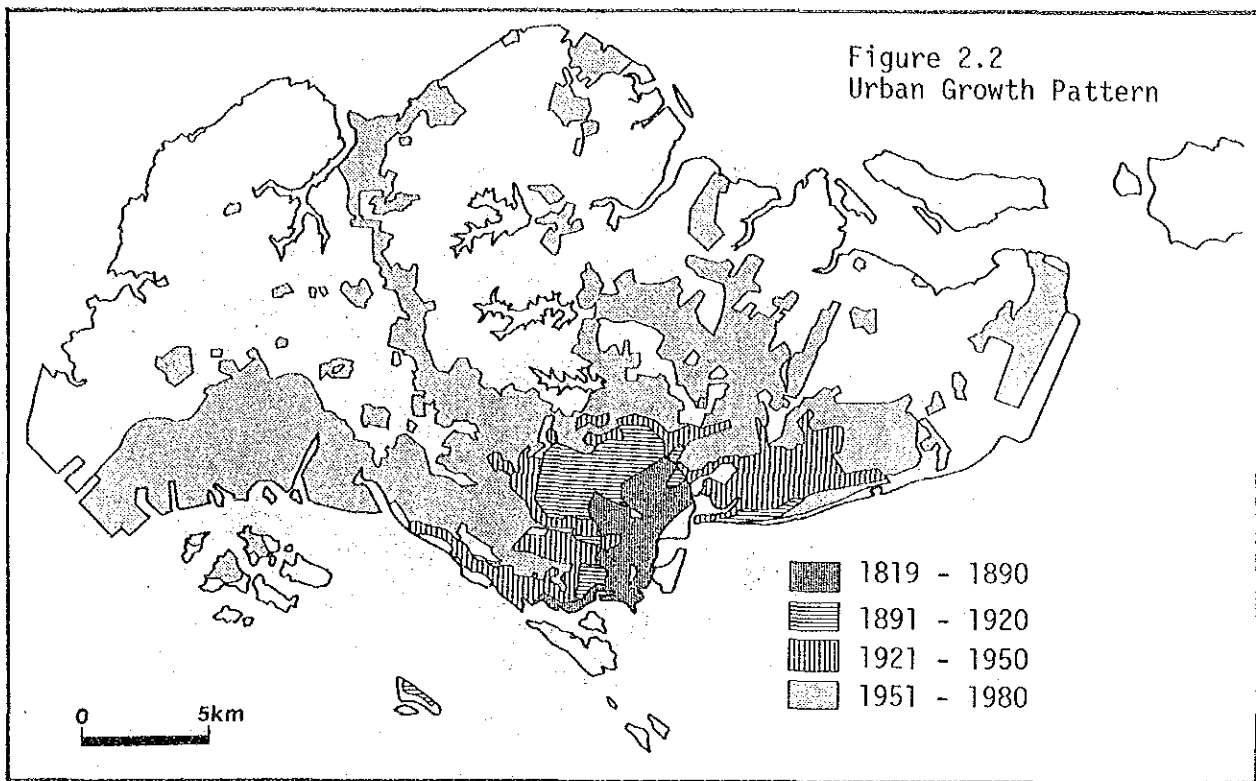 Figure 2.2
Urban Growth Pattern
1819 - 1890
1891 - 1920
1921 - 1950
1951 - 1980
0 5km